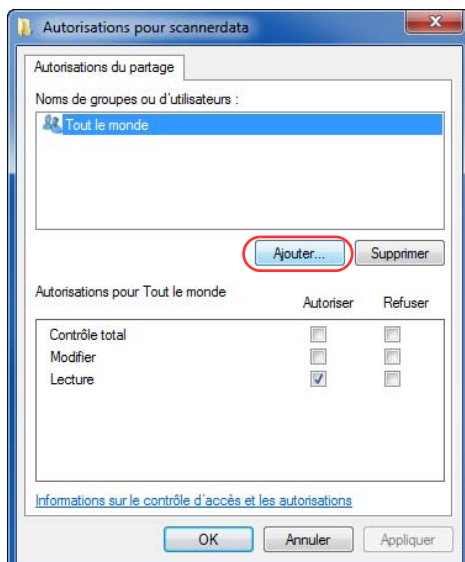 Autorisations pour scannerdata
Autorisations du partage
Noms de groupes ou d'utilisateurs :
Tout le monde
Ajouter... Supprimer
Autorisations pour Tout le monde Autoriser Refuser
Contrôle total
Modifier
Lecture
Informations sur le contrôle d'accès et les autorisations
OK Annuler Appliquer